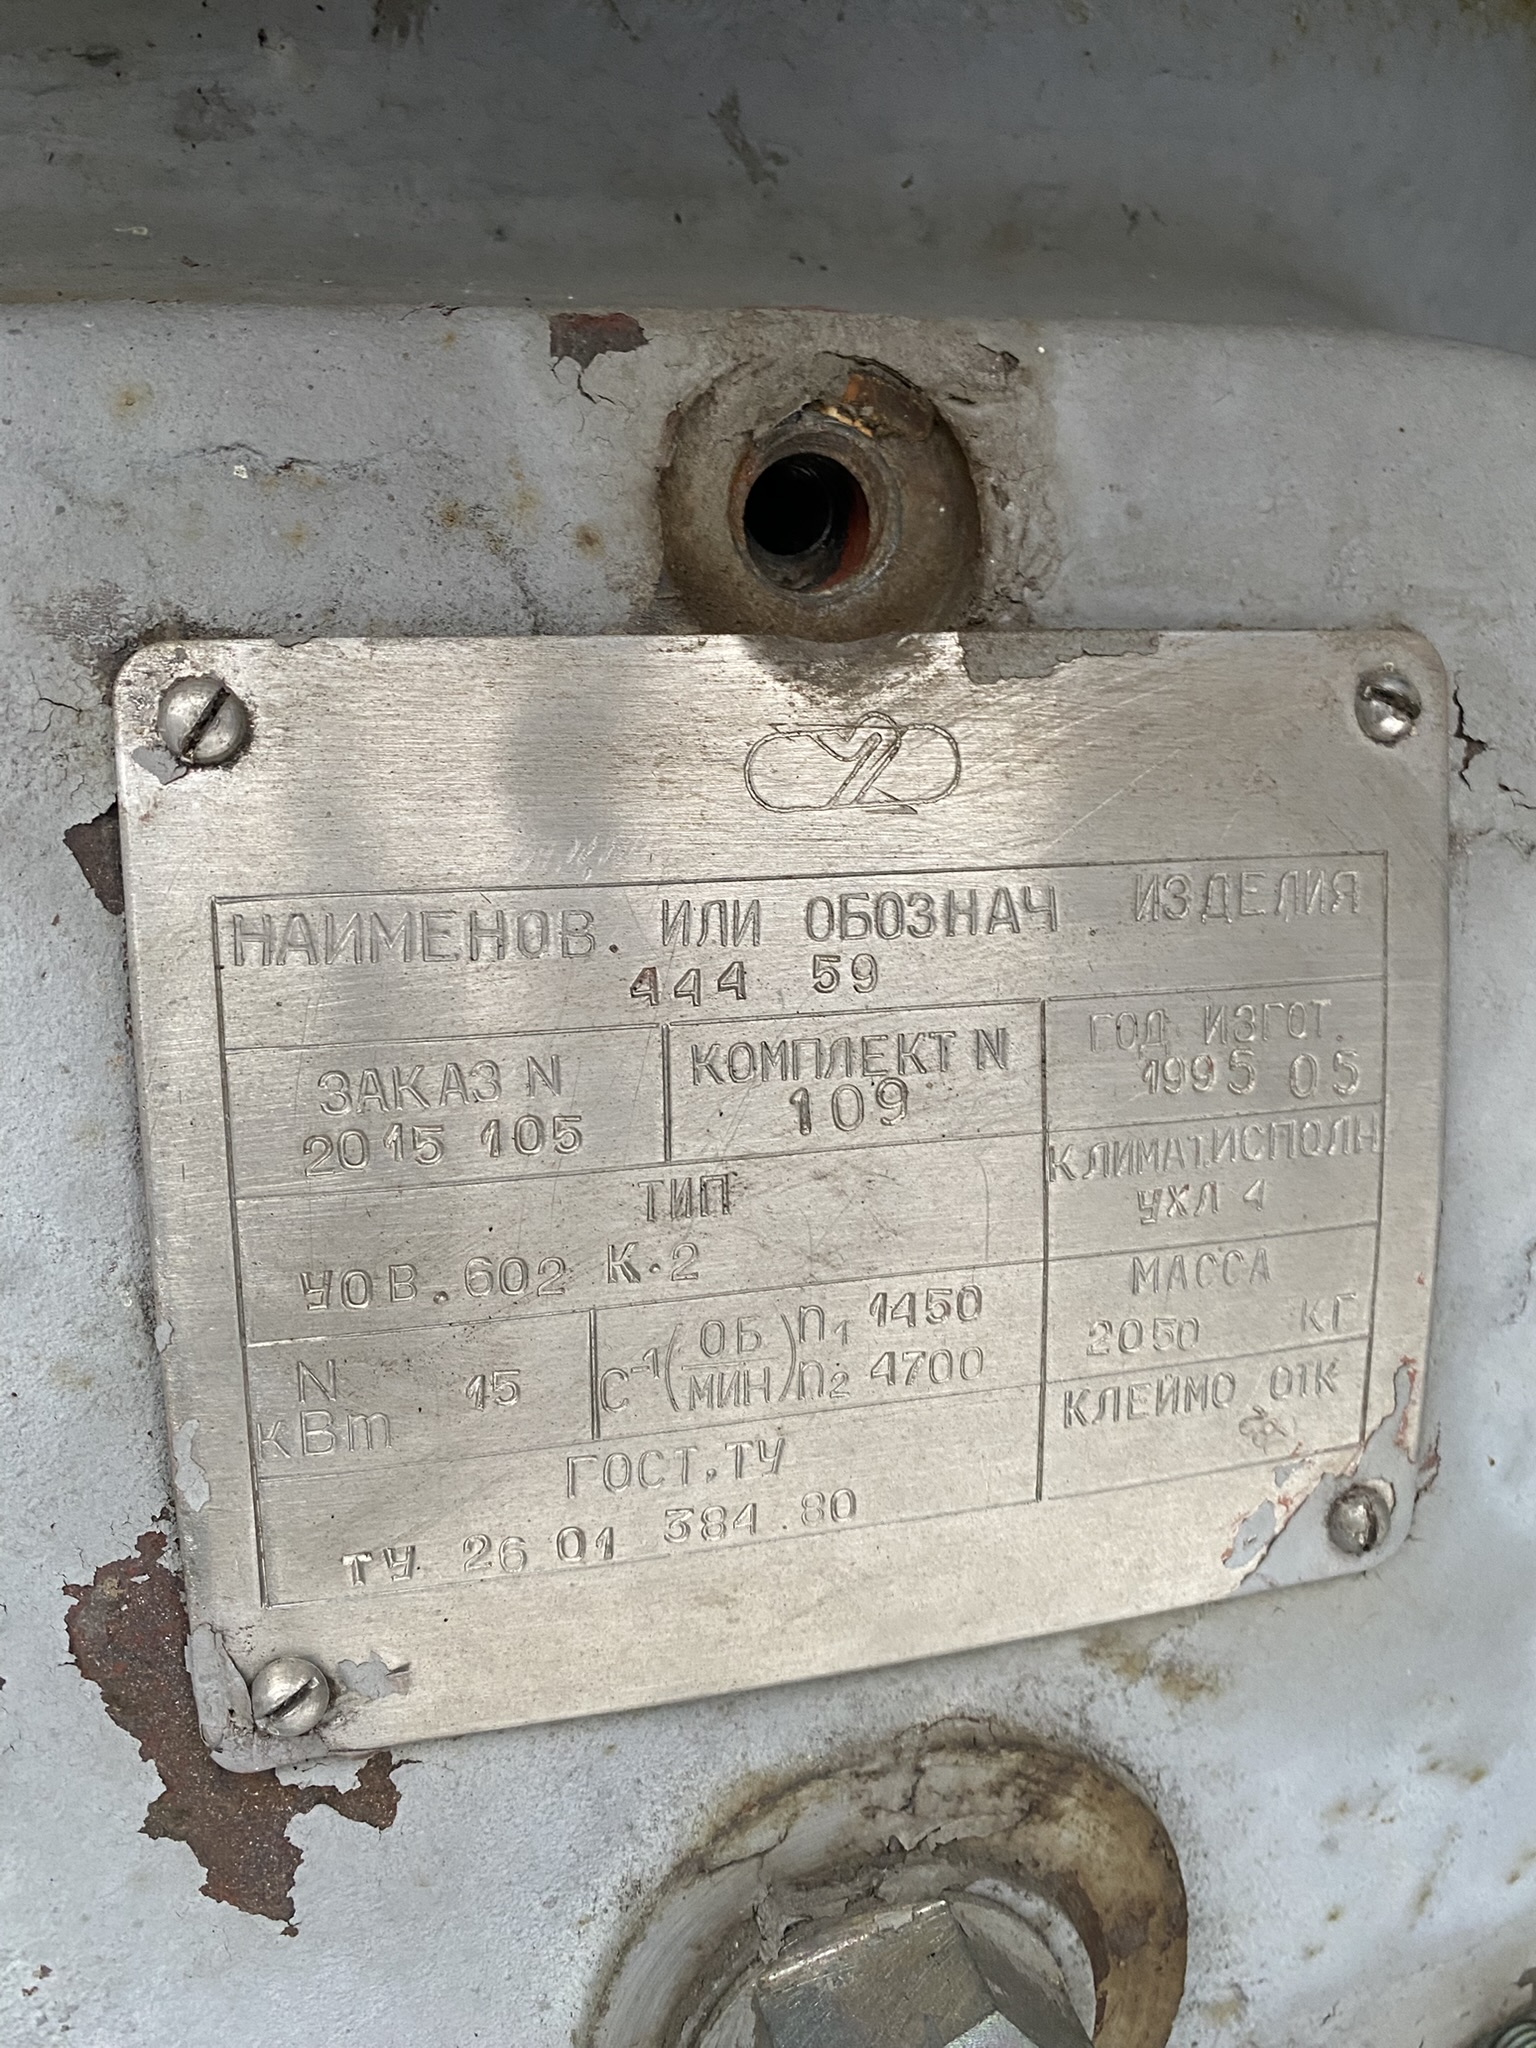 НАИМЕНОВ. ИЛИ ОБОЗНАЧ. ИЗДЕЛИЯ
444 59
ЗАКАЗ N
2015 105
КОМПЛЕКТ N
109
ГОД ИЗГОТ.
1995 05
ТИП
УОВ.602 К.2
КЛИМАТ.ИСПОЛН
УХЛ 4
N
кВт
15
С-1 (ОБ/МИН) n1 1450
n2 4700
МАССА
2050 КГ
ГОСТ,ТУ
ТУ 26 01 384 80
КЛЕЙМО ОТК